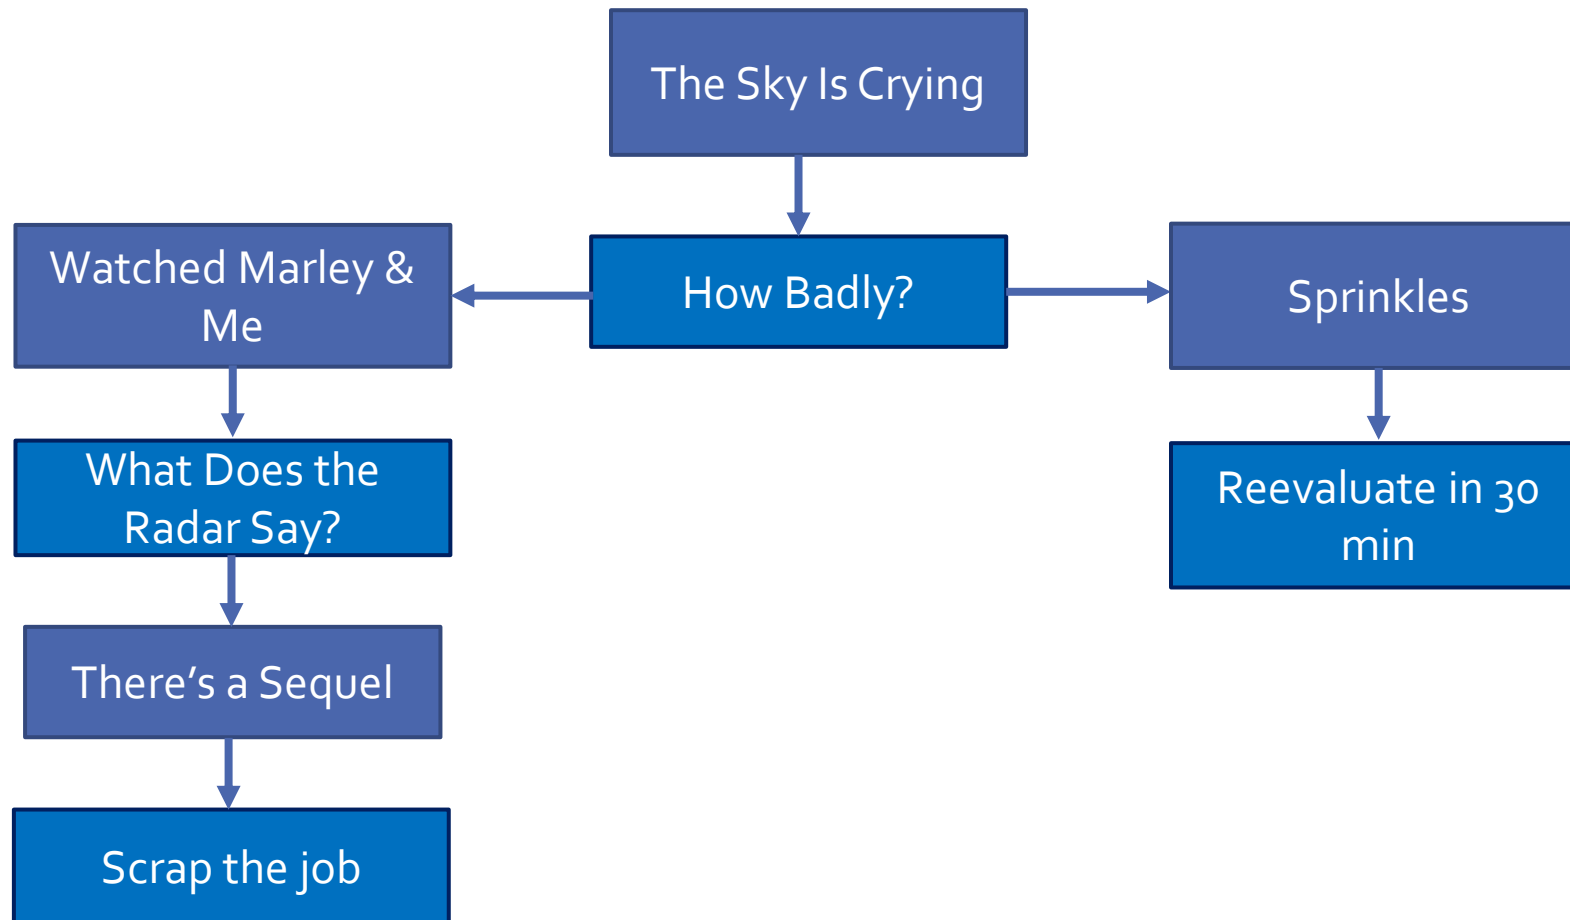 The Sky Is Crying
Watched Marley &
Me
How Badly?
Sprinkles
What Does the
Radar Say?
Reevaluate in 30
min
There’s a Sequel
Scrap the job